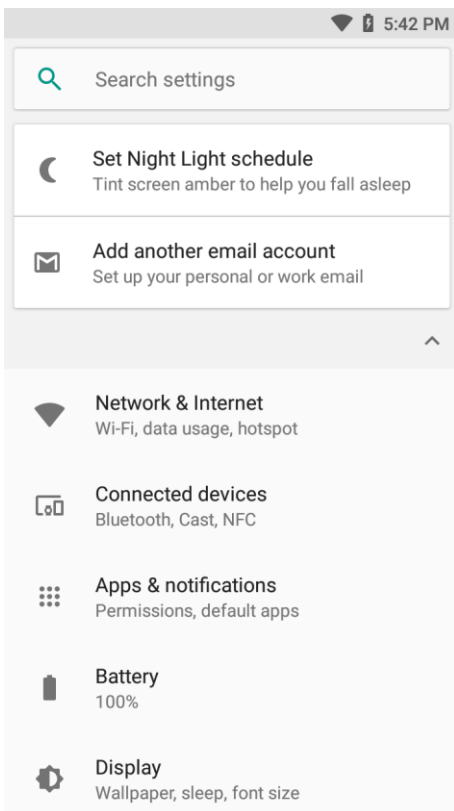 5:42 PM
Search settings
Set Night Light schedule
Tint screen amber to help you fall asleep
Add another email account
Set up your personal or work email
Network & Internet
Wi-Fi, data usage, hotspot
Connected devices
Bluetooth, Cast, NFC
Apps & notifications
Permissions, default apps
Battery
100%
Display
Wallpaper, sleep, font size